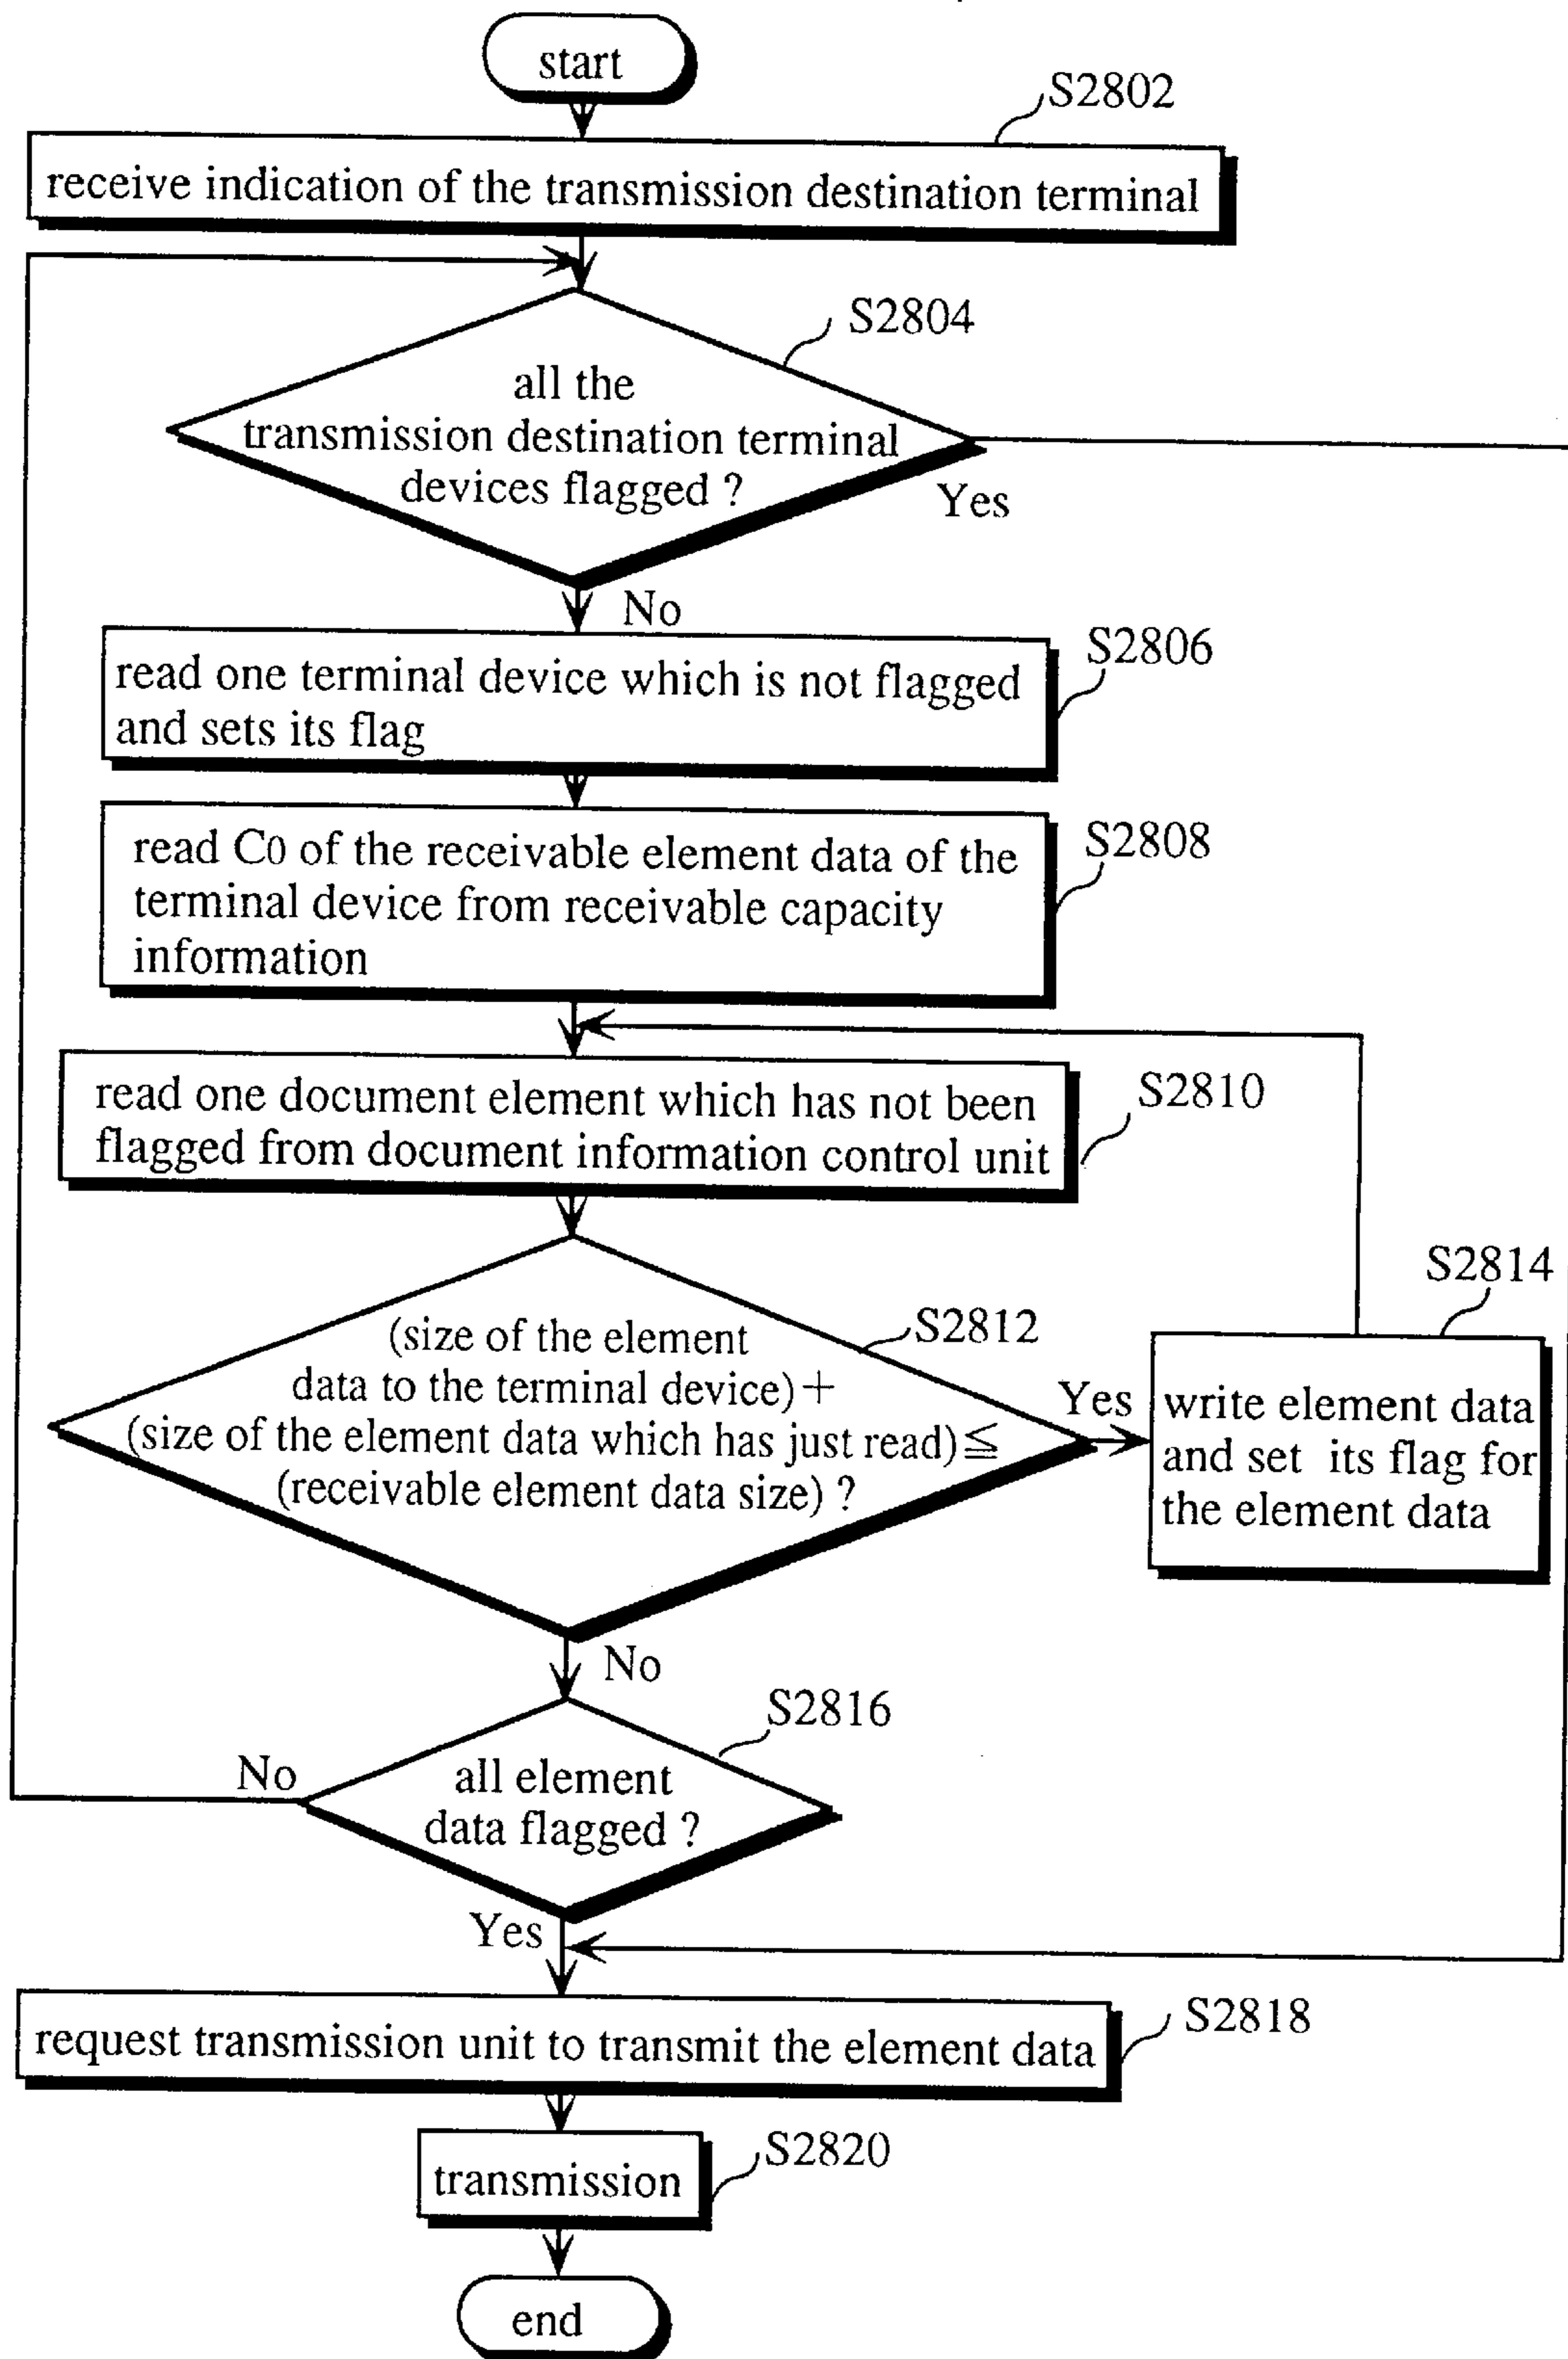 start
S2802
receive indication of the transmission destination terminal
S2804
all the
transmission destination terminal
devices flagged ?
Yes
No
S2806
read one terminal device which is not flagged
and sets its flag
S2808
read C0 of the receivable element data of the
terminal device from receivable capacity
information
S2810
read one document element which has not been
flagged from document information control unit
S2812
(size of the element
data to the terminal device)+
(size of the element data which has just read)≦
(receivable element data size) ?
Yes
S2814
write element data
and set its flag for
the element data
No
S2816
all element
data flagged ?
No
Yes
S2818
request transmission unit to transmit the element data
S2820
transmission
end